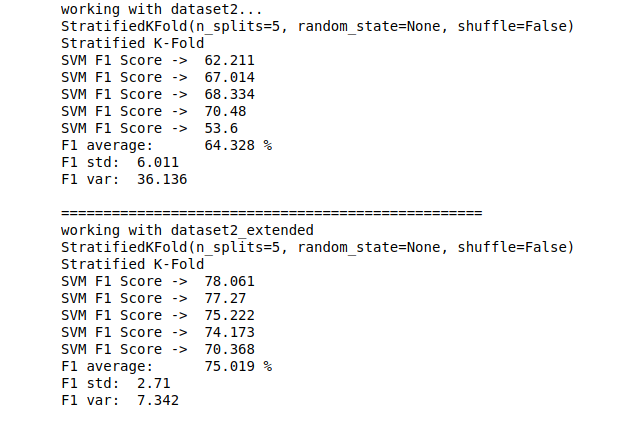 working with dataset2...
StratifiedKFold(n_splits=5, random_state=None, shuffle=False)
Stratified K-Fold
SVM F1 Score ->  62.211
SVM F1 Score ->  67.014
SVM F1 Score ->  68.334
SVM F1 Score ->  70.48
SVM F1 Score ->  53.6
F1 average:      64.328 %
F1 std:  6.011
F1 var:  36.136
==================================================
working with dataset2_extended
StratifiedKFold(n_splits=5, random_state=None, shuffle=False)
Stratified K-Fold
SVM F1 Score ->  78.061
SVM F1 Score ->  77.27
SVM F1 Score ->  75.222
SVM F1 Score ->  74.173
SVM F1 Score ->  70.368
F1 average:      75.019 %
F1 std:  2.71
F1 var:  7.342